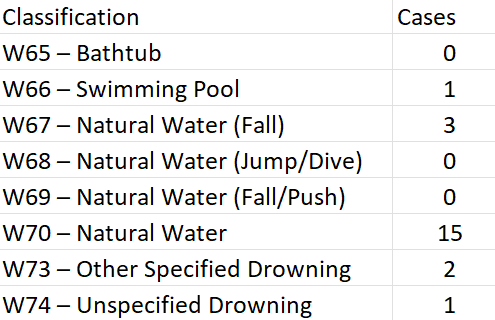 Classification Cases
W65 – Bathtub 0
W66 – Swimming Pool 1
W67 – Natural Water (Fall) 3
W68 – Natural Water (Jump/Dive) 0
W69 – Natural Water (Fall/Push) 0
W70 – Natural Water 15
W73 – Other Specified Drowning 2
W74 – Unspecified Drowning 1